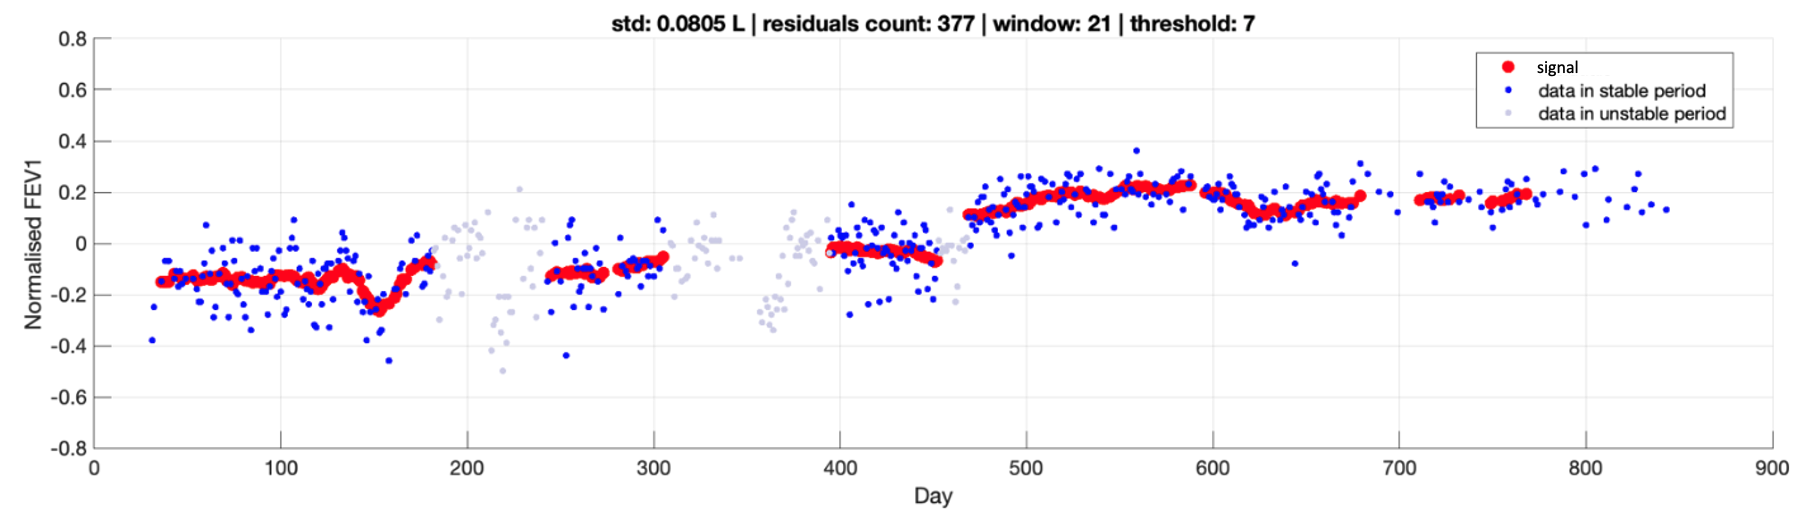 std: 0.0805 L | residuals count: 377 | window: 21 | threshold: 7
0.8
0.6
0.4
0.2
0
-0.2
-0.4
-0.6
-0.8
Normalised FEV1
signal
data in stable period
data in unstable period
0 100 200 300 400 500 600 700 800 900
Day